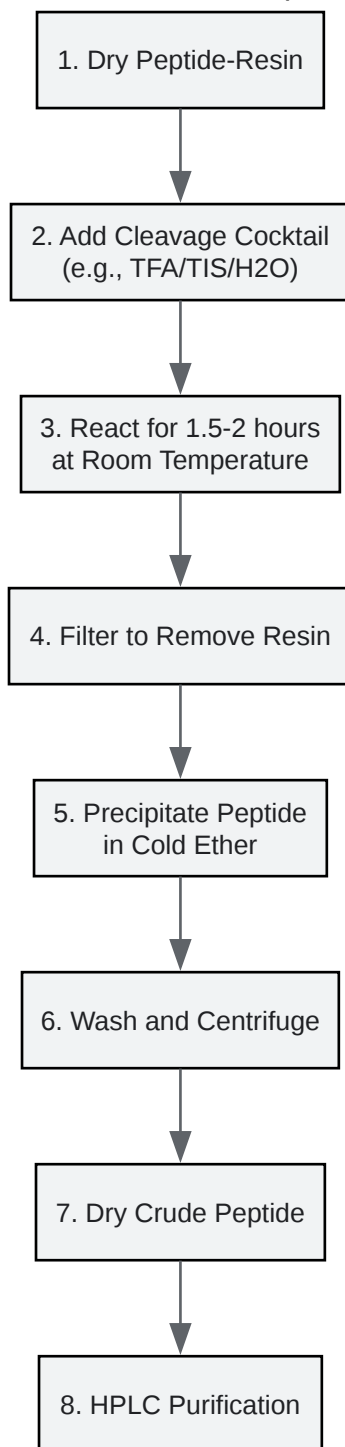 1. Dry Peptide-Resin
2. Add Cleavage Cocktail
(e.g., TFA/TIS/H2O)
3. React for 1.5-2 hours
at Room Temperature
4. Filter to Remove Resin
5. Precipitate Peptide
in Cold Ether
6. Wash and Centrifuge
7. Dry Crude Peptide
8. HPLC Purification